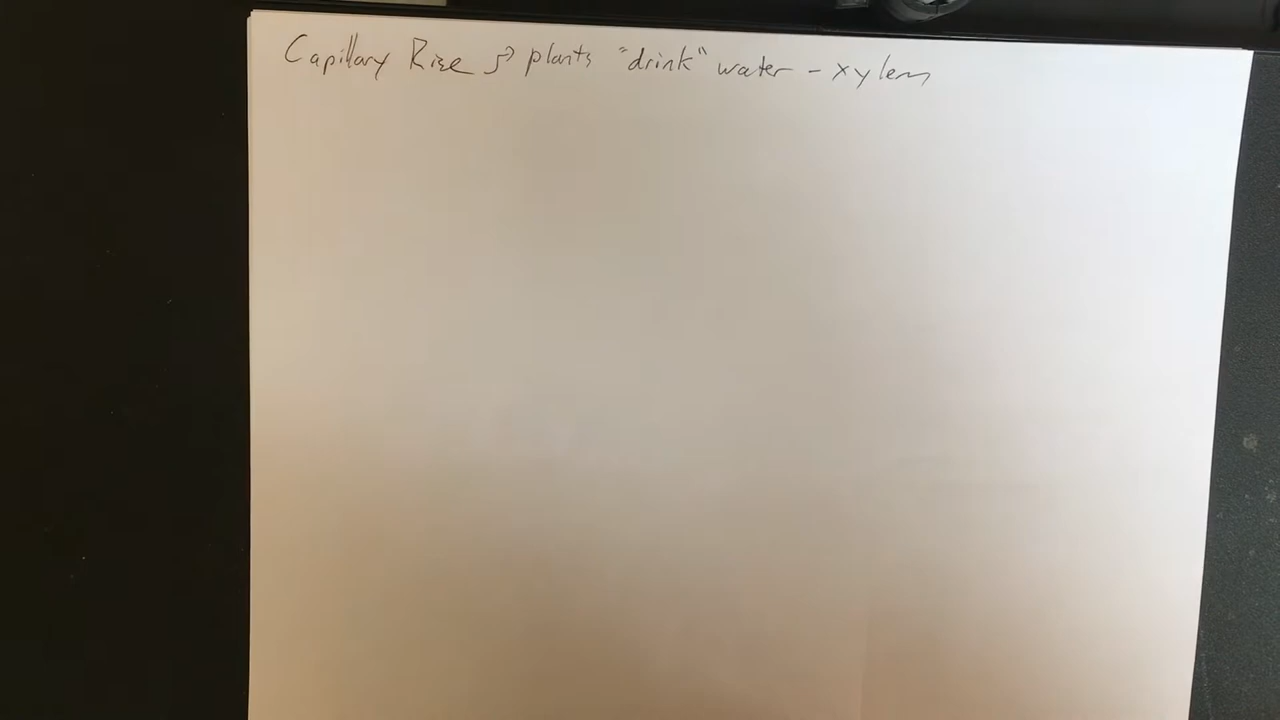 Capillary Rise → plants "drink" water - xylem